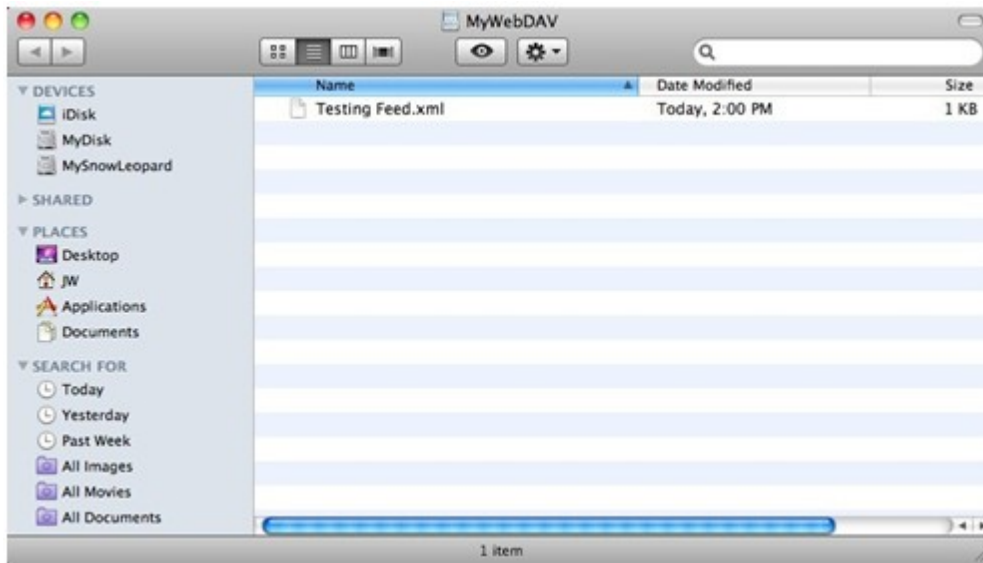 MyWebDAV
Name Date Modified Size
Testing Feed.xml Today, 2:00 PM 1 KB
DEVICES
iDisk
MyDisk
MySnowLeopard
SHARED
PLACES
Desktop
JW
Applications
Documents
SEARCH FOR
Today
Yesterday
Past Week
All Images
All Movies
All Documents
1 item